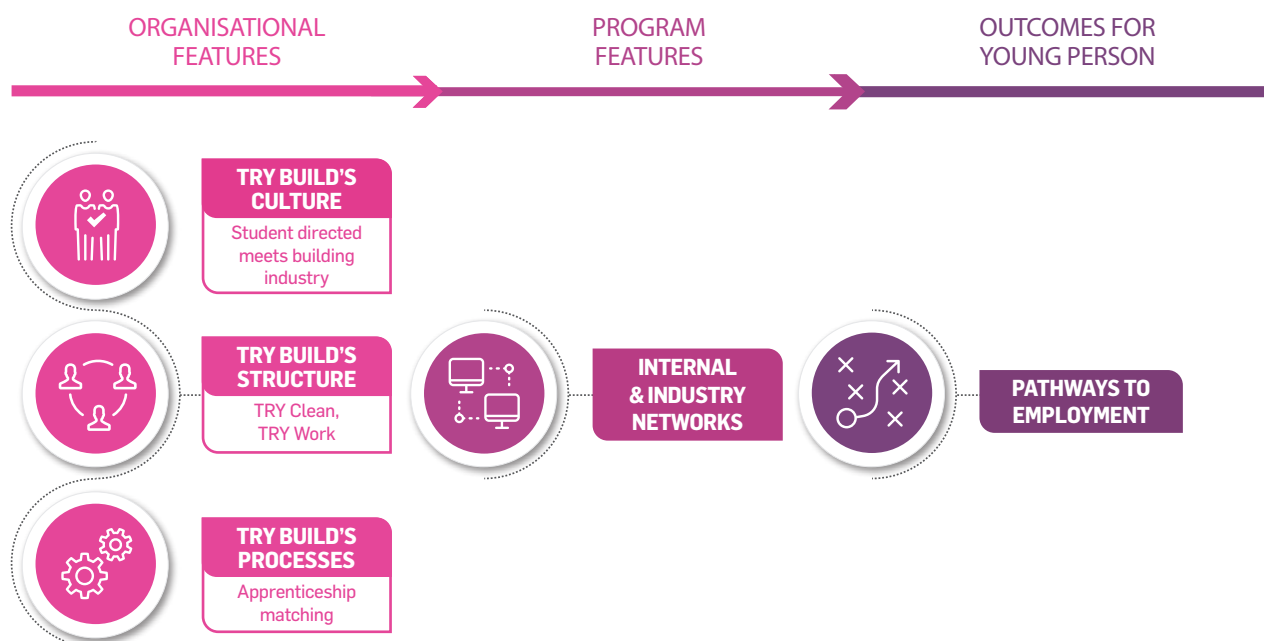 ORGANISATIONAL
FEATURES
PROGRAM
FEATURES
OUTCOMES FOR
YOUNG PERSON
TRY BUILD’S
CULTURE
Student directed
meets building
industry
TRY BUILD’S
STRUCTURE
TRY Clean,
TRY Work
INTERNAL
& INDUSTRY
NETWORKS
PATHWAYS TO
EMPLOYMENT
TRY BUILD’S
PROCESSES
Apprenticeship
matching